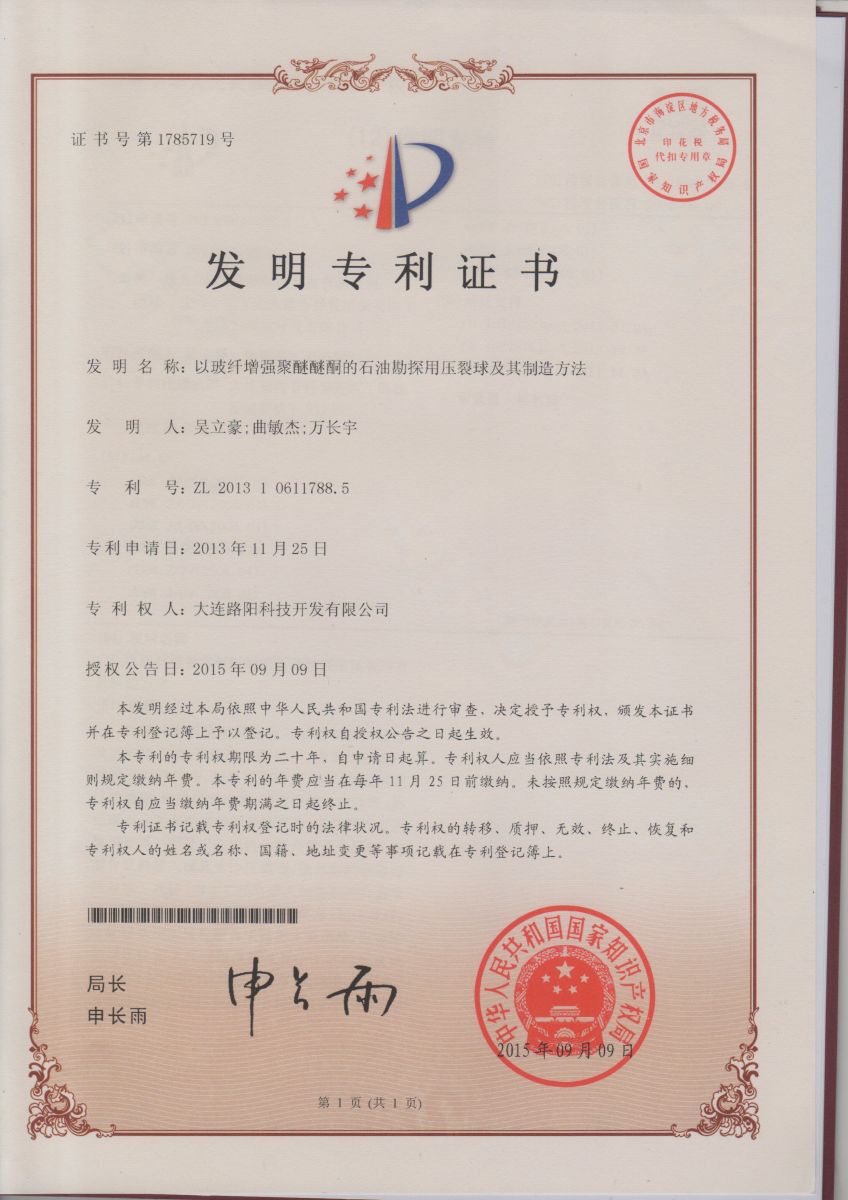 证书号第1785719号
北京市海淀区地方税务局
印花税
代扣专用章
国家知识产权局
发明专利证书
发明名称：以玻纤增强聚醚醚酮的石油勘探用压裂球及其制造方法
发明人：吴立豪;曲敏杰;万长宇
专利号：ZL 2013 1 0611788.5
专利申请日：2013年11月25日
专利权人：大连路阳科技开发有限公司
授权公告日：2015年09月09日
本发明经过本局依照中华人民共和国专利法进行审查，决定授予专利权，颁发本证书
并在专利登记簿上予以登记。专利权自授权公告之日起生效。
本专利的专利权期限为二十年，自申请日起算。专利权人应当依照专利法及其实施细
则规定缴纳年费。本专利的年费应当在每年11月25日前缴纳。未按照规定缴纳年费的，
专利权自应当缴纳年费期满之日起终止。
专利证书记载专利权登记时的法律状况。专利权的转移、质押、无效、终止、恢复和
专利权人的姓名或名称、国籍、地址变更等事项记载在专利登记簿上。
局长
申长雨
申长雨
中华人民共和国国家知识产权局
2015年09月09日
第1页(共1页)